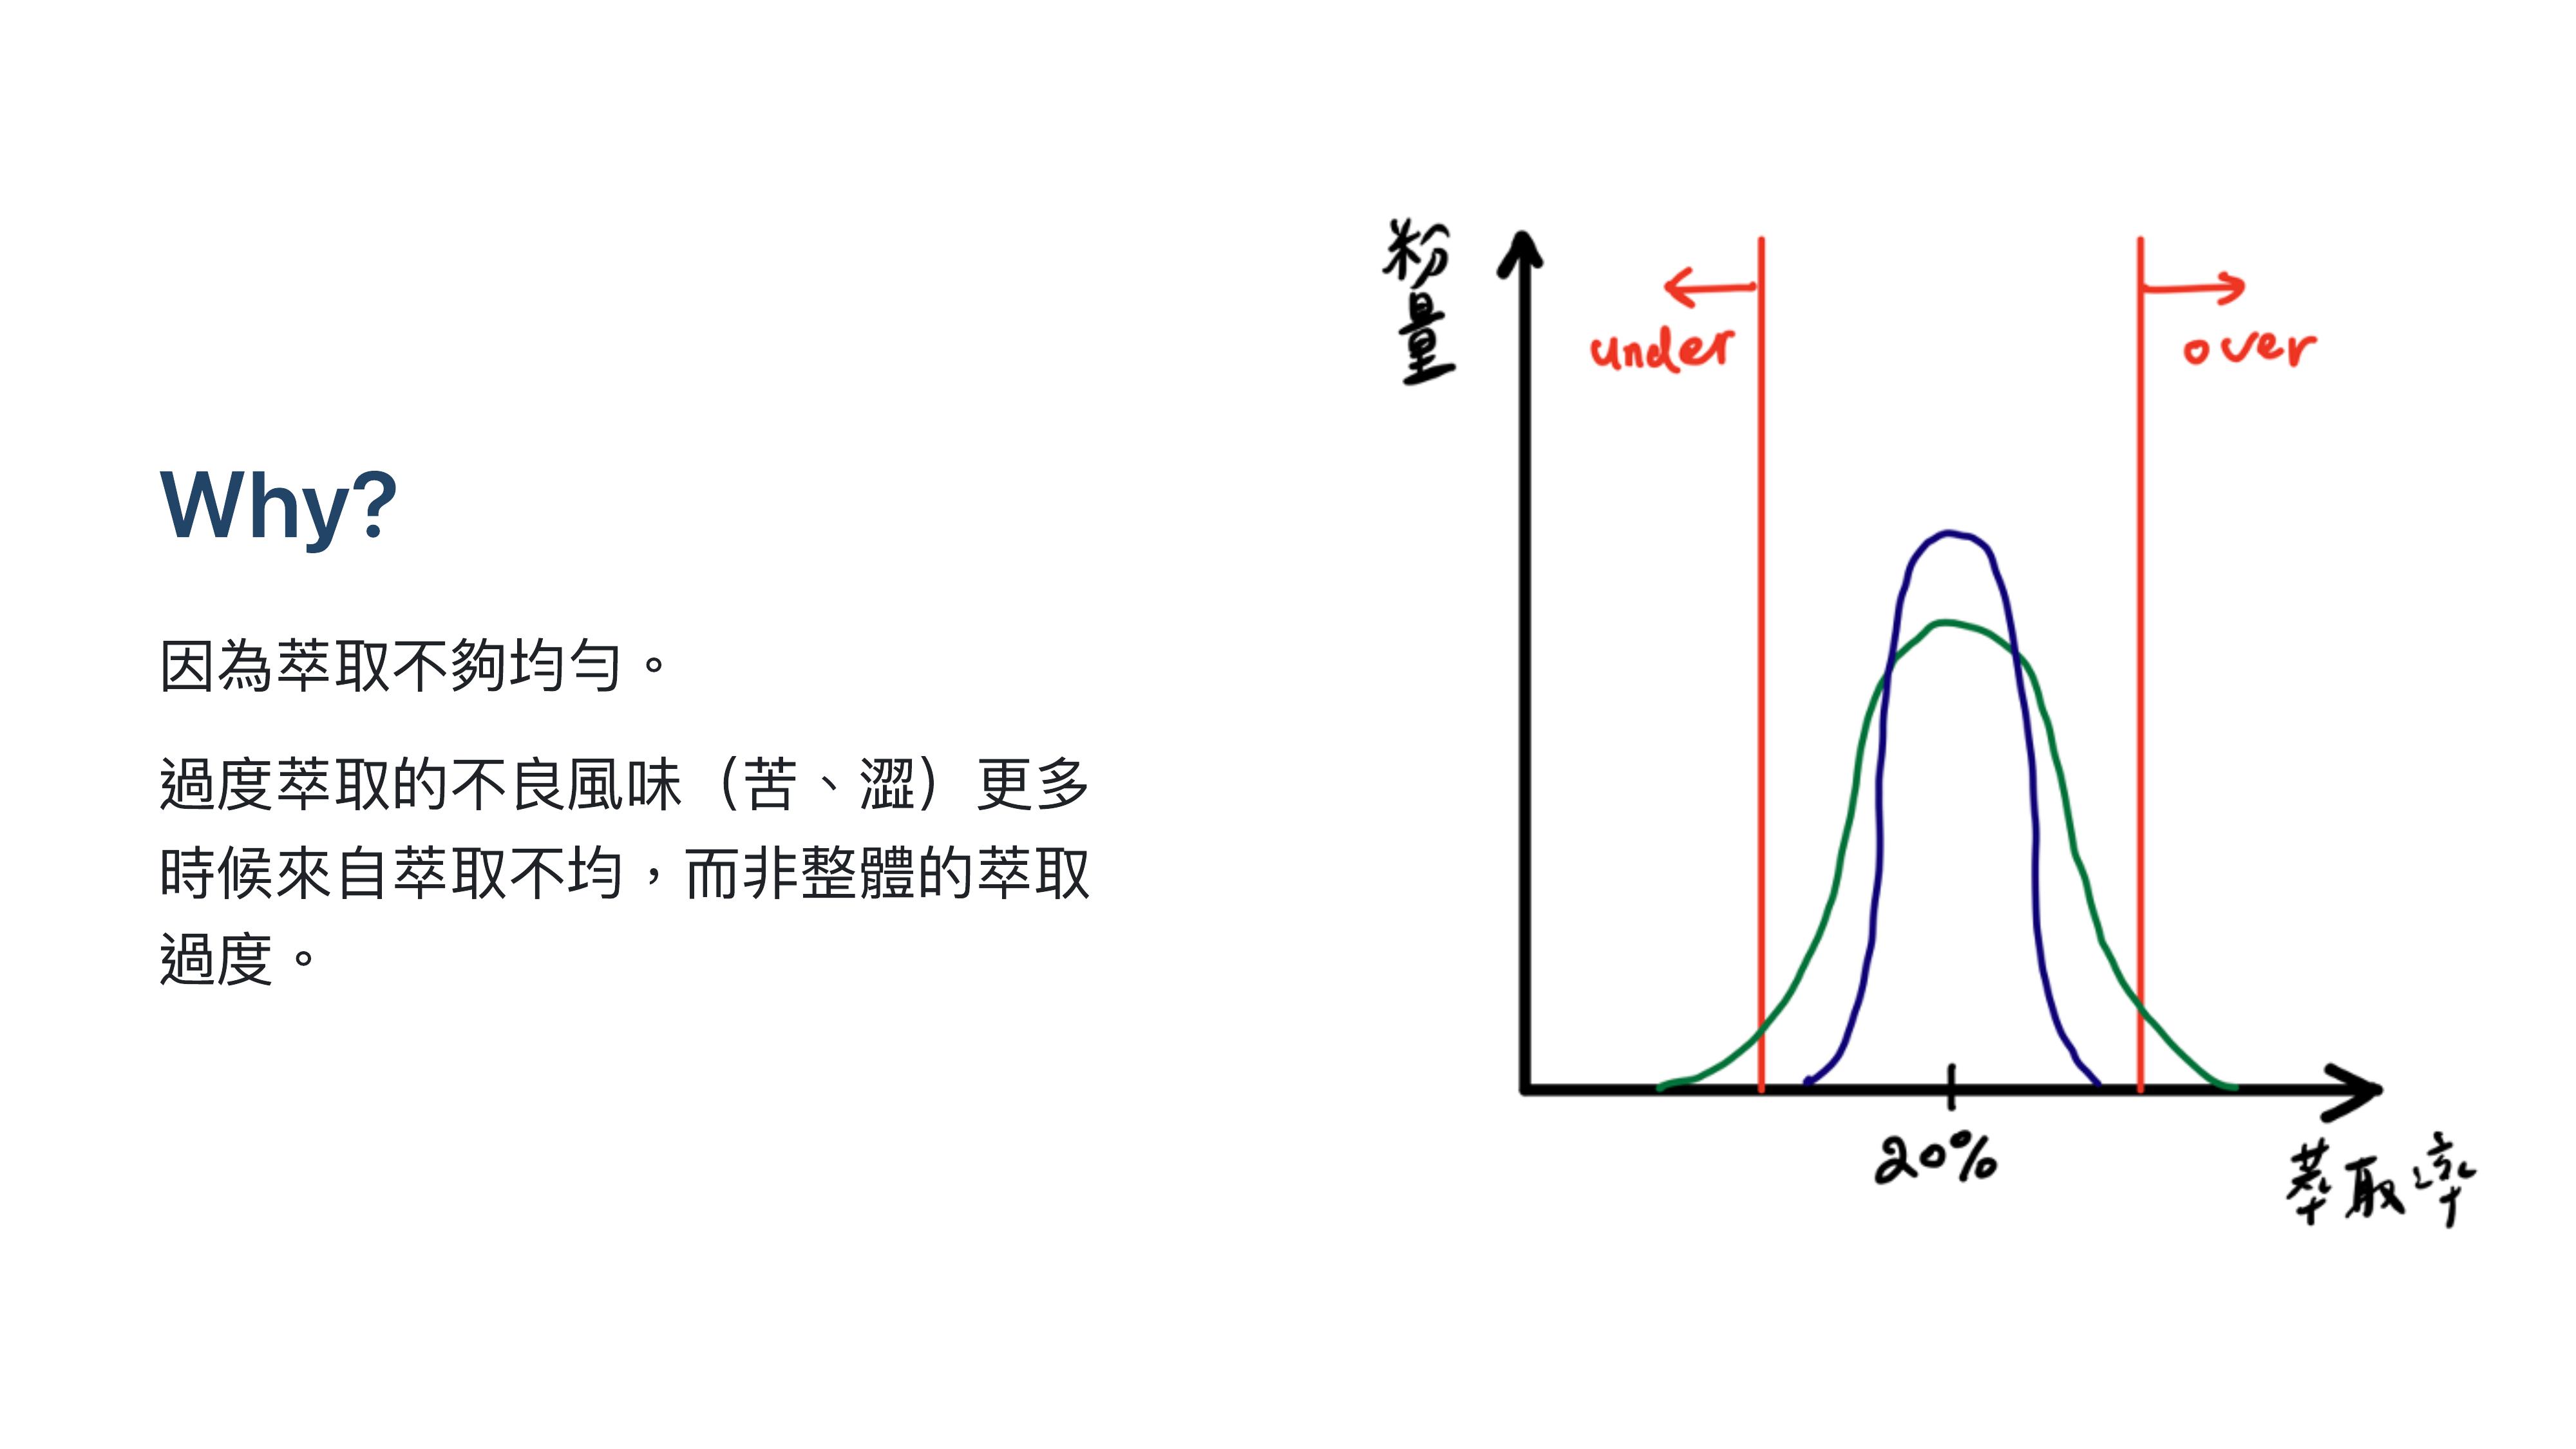 Why?
因為萃取不夠均勻。
過度萃取的不良風味（苦、澀）更多
時候來自萃取不均，而非整體的萃取
過度。
粉量
under
over
20%
萃取率